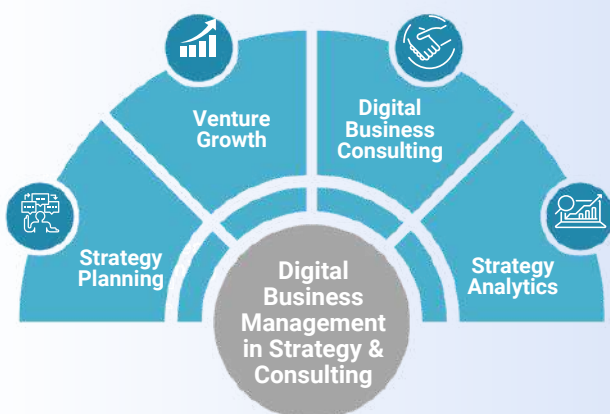 Strategy
Planning
Venture
Growth
Digital
Business
Consulting
Strategy
Analytics
Digital
Business
Management
in Strategy &
Consulting